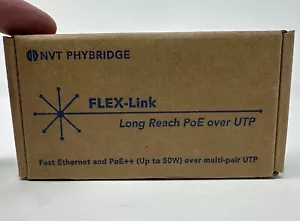 NVT PHYBRIDGE
FLEX-Link
Long Reach PoE over UTP
Fast Ethernet and PoE++ (Up to 50W) over multi-pair UTP